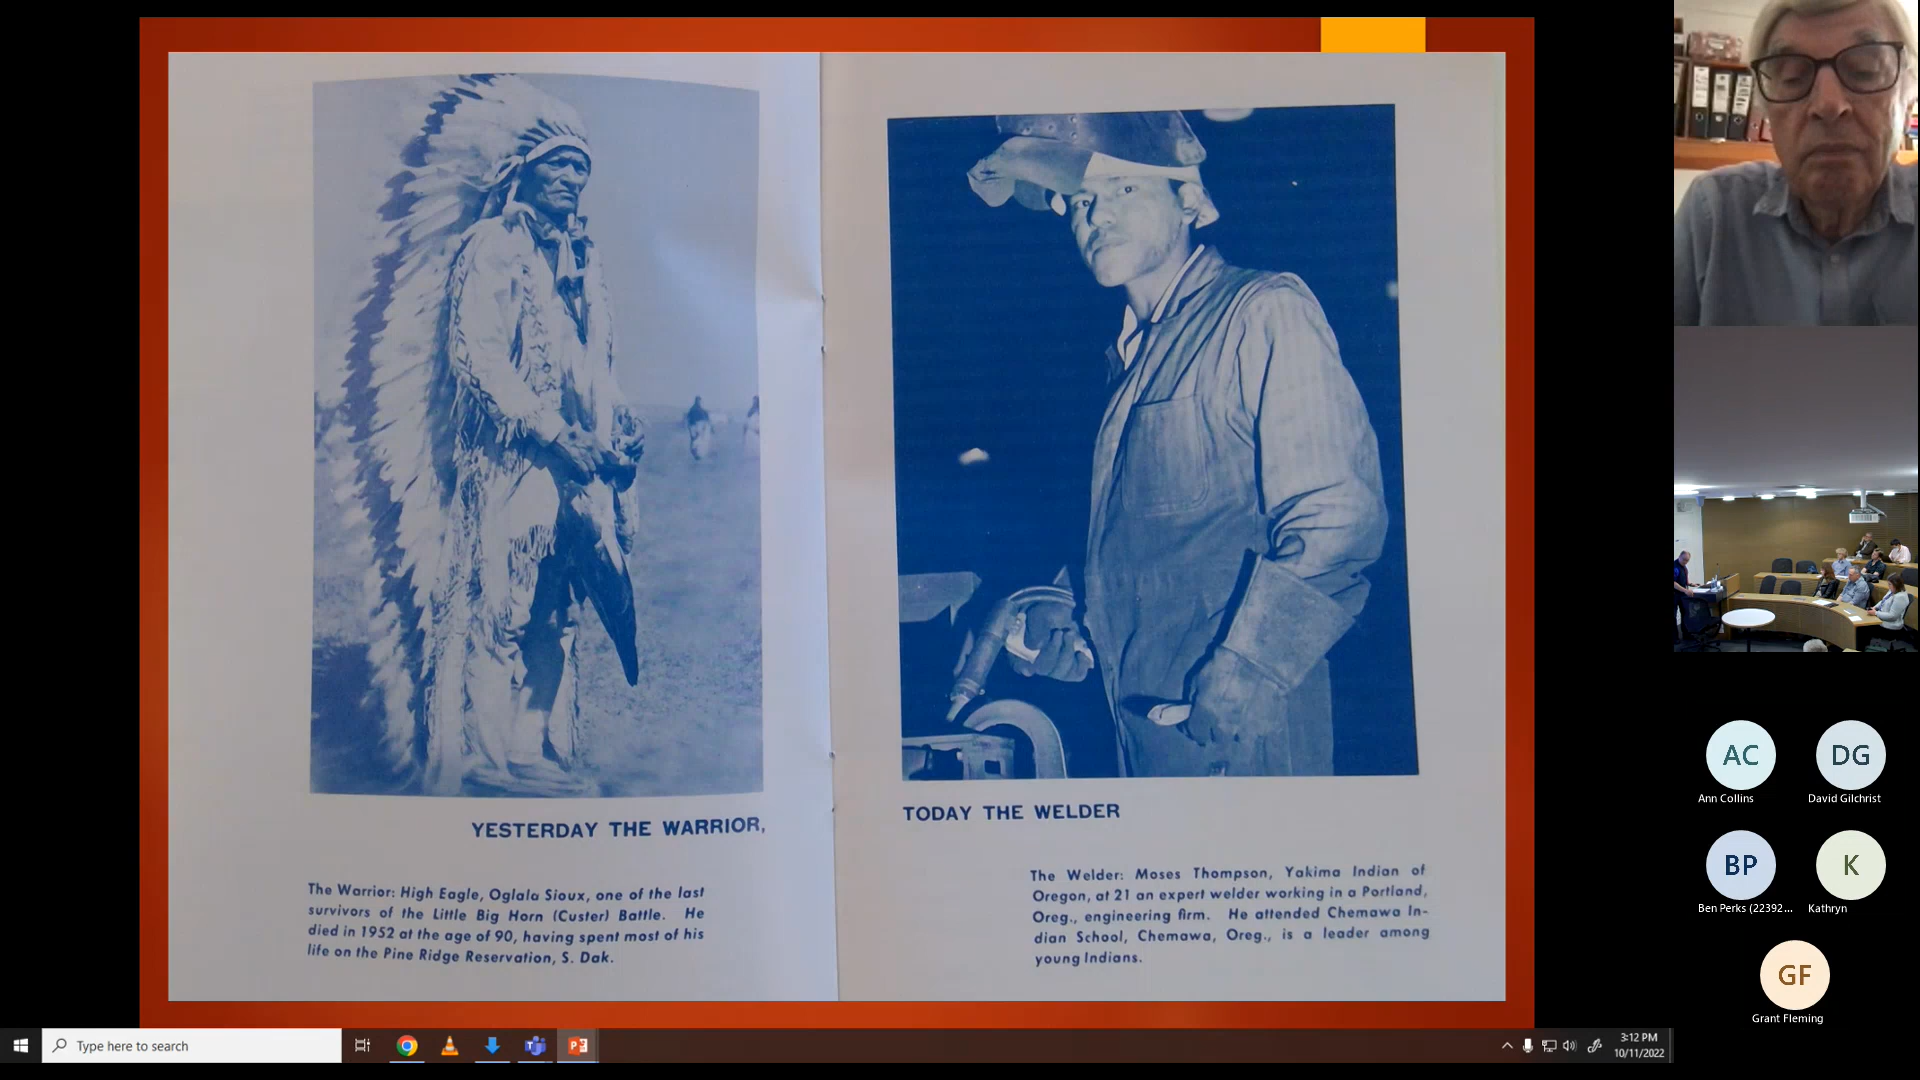 YESTERDAY THE WARRIOR,
The Warrior: High Eagle, Oglala Sioux, one of the last
survivors of the Little Big Horn (Custer) Battle. He
died in 1952 at the age of 90, having spent most of his
life on the Pine Ridge Reservation, S. Dak.
TODAY THE WELDER
The Welder: Moses Thompson, Yakima Indian of
Oregon, at 21 an expert welder working in a Portland,
Oreg., engineering firm. He attended Chemawa In-
dian School, Chemawa, Oreg., is a leader among
young Indians.
AC
Ann Collins
DG
David Gilchrist
BP
Ben Perks (22392...
K
Kathryn
GF
Grant Fleming
Type here to search
3:12 PM
10/11/2022